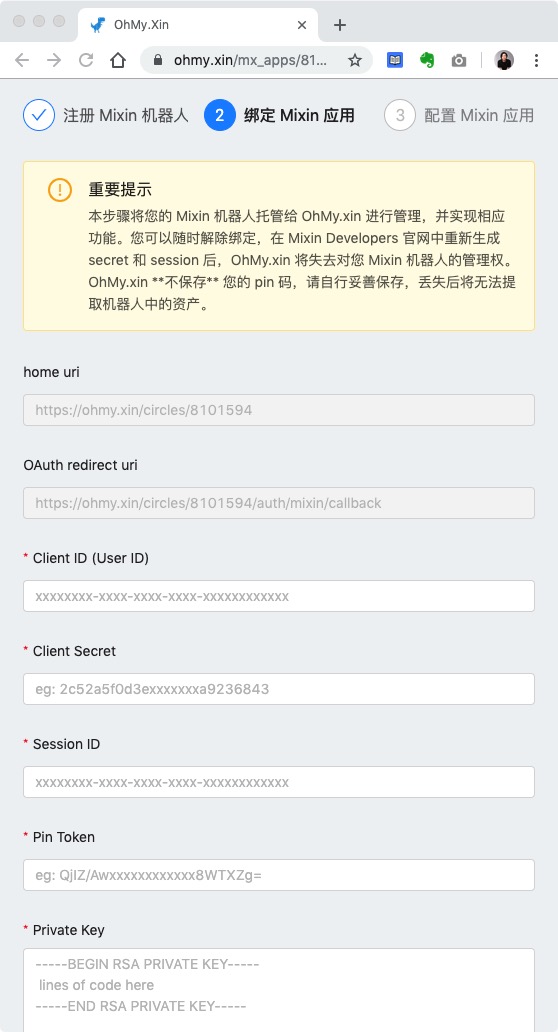 OhMy.Xin
ohmy.xin/mx_apps/81...
注册 Mixin 机器人
2 绑定 Mixin 应用
3 配置 Mixin 应用
重要提示
本步骤将您的 Mixin 机器人托管给 OhMy.xin 进行管理，并实现相应
功能。您可以随时解除绑定，在 Mixin Developers 官网中重新生成
secret 和 session 后，OhMy.xin 将失去对您 Mixin 机器人的管理权。
OhMy.xin **不保存** 您的 pin 码，请自行妥善保存，丢失后将无法提
取机器人中的资产。
home uri
https://ohmy.xin/circles/8101594
OAuth redirect uri
https://ohmy.xin/circles/8101594/auth/mixin/callback
* Client ID (User ID)
xxxxxxxx-xxxx-xxxx-xxxx-xxxxxxxxxxxx
* Client Secret
eg: 2c52a5f0d3exxxxxxxa9236843
* Session ID
xxxxxxxx-xxxx-xxxx-xxxx-xxxxxxxxxxxx
* Pin Token
eg: QjIZ/Awxxxxxxxxxxxx8WTXZg=
* Private Key
-----BEGIN RSA PRIVATE KEY-----
lines of code here
-----END RSA PRIVATE KEY-----